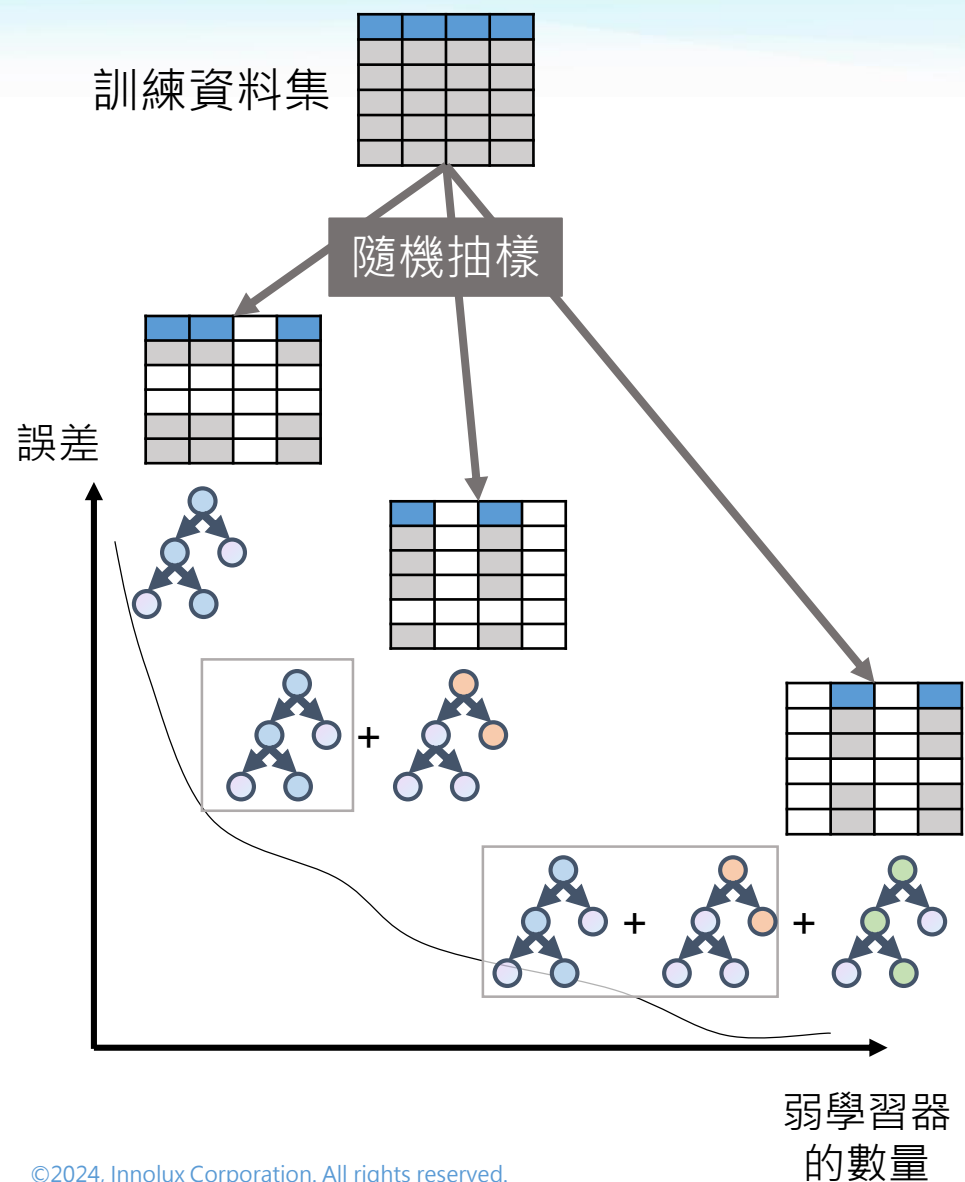 訓練資料集
隨機抽樣
誤差
+
+
+
弱學習器
的數量
©2024. Innolux Corporation. All rights reserved.